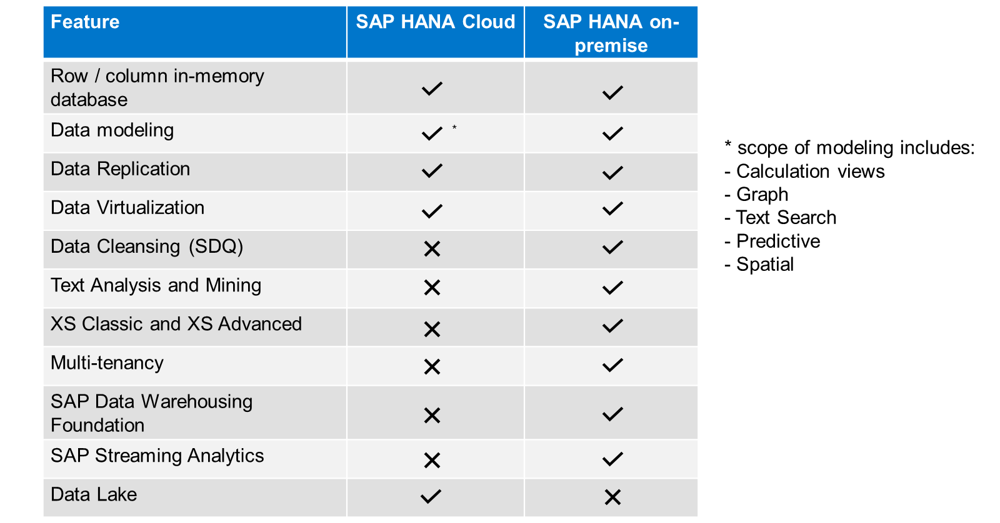 Feature SAP HANA Cloud SAP HANA on-
premise
Row / column in-memory
database ✓ ✓
Data modeling ✓ * ✓
Data Replication ✓ ✓
Data Virtualization ✓ ✓
Data Cleansing (SDQ) ✕ ✓
Text Analysis and Mining ✕ ✓
XS Classic and XS Advanced ✕ ✓
Multi-tenancy ✕ ✓
SAP Data Warehousing
Foundation ✕ ✓
SAP Streaming Analytics ✕ ✓
Data Lake ✓ ✕
* scope of modeling includes:
- Calculation views
- Graph
- Text Search
- Predictive
- Spatial